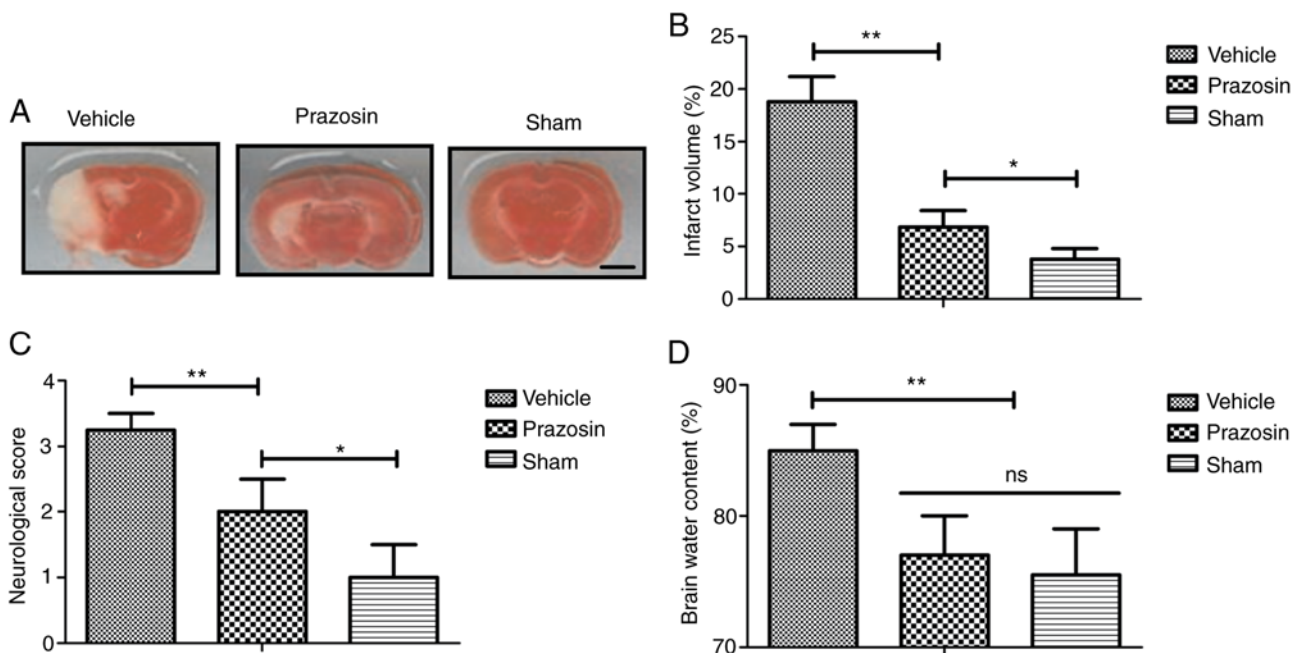 A
Vehicle
Prazosin
Sham
B
Infarct volume (%)
25
20
15
10
5
0
**
*
Vehicle
Prazosin
Sham
C
Neurological score
4
3
2
1
0
**
*
Vehicle
Prazosin
Sham
D
Brain water content (%)
90
80
70
**
ns
Vehicle
Prazosin
Sham